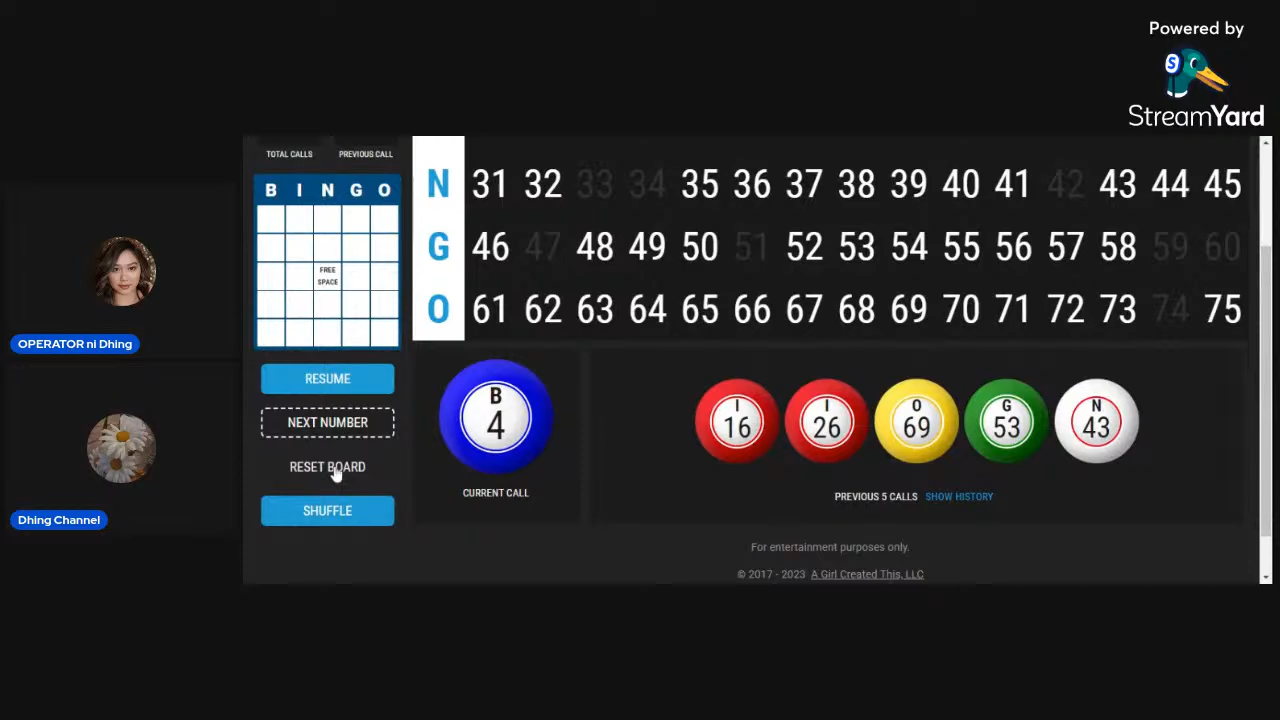 Powered by
S
StreamYard
OPERATOR ni Dhing
Dhing Channel
TOTAL CALLS PREVIOUS CALL
B I N G O
FREE
SPACE
RESUME
NEXT NUMBER
RESET BOARD
SHUFFLE
N 31 32 33 34 35 36 37 38 39 40 41 42 43 44 45
G 46 47 48 49 50 51 52 53 54 55 56 57 58 59 60
O 61 62 63 64 65 66 67 68 69 70 71 72 73 74 75
B
4
CURRENT CALL
I I O G N
16 26 69 53 43
PREVIOUS 5 CALLS SHOW HISTORY
For entertainment purposes only.
© 2017 - 2023 A Girl Created This, LLC